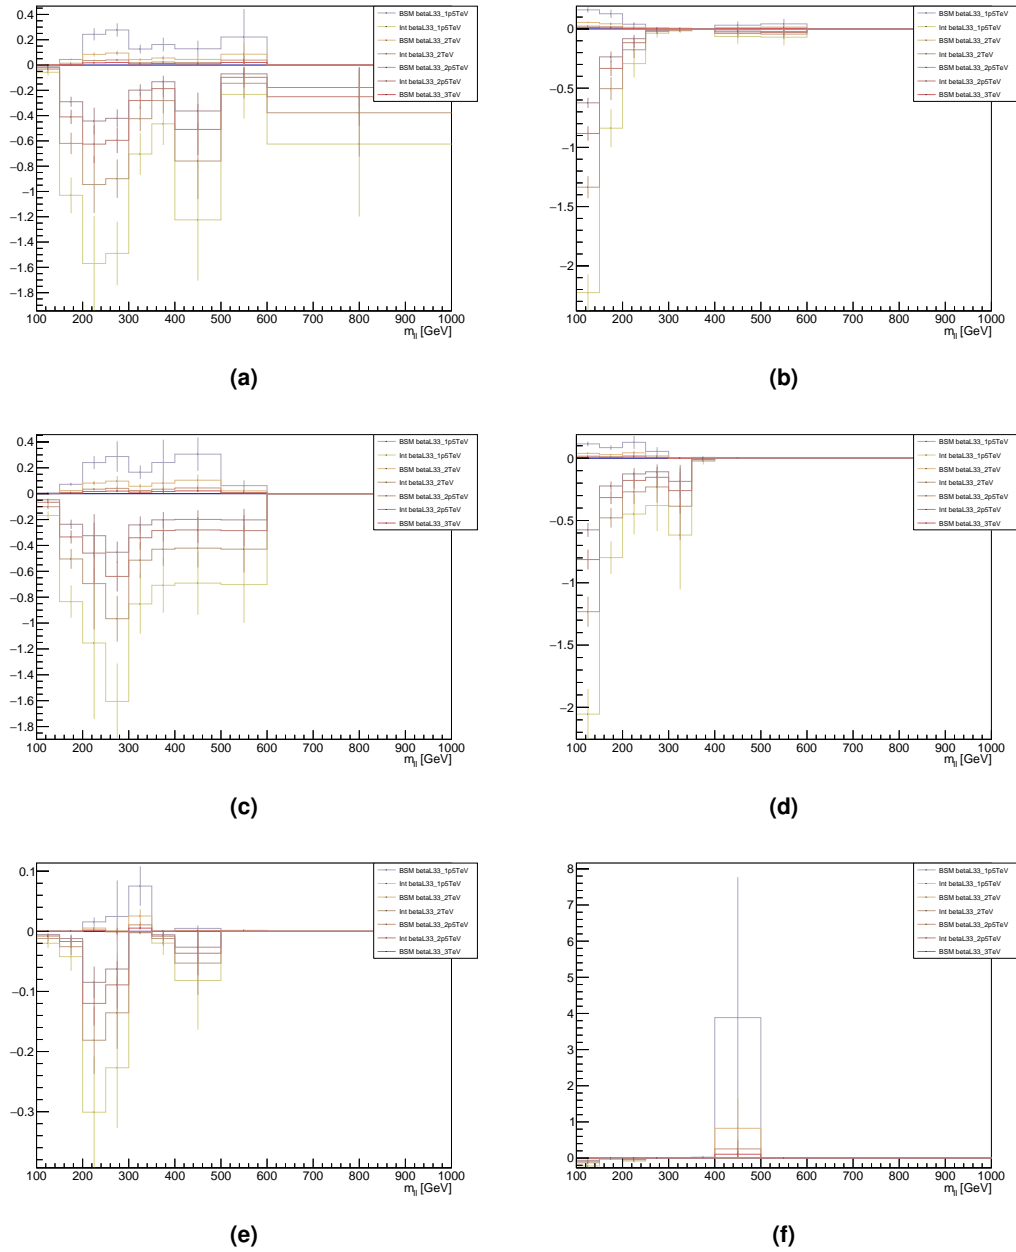 0.4
0.2
0
−0.2
−0.4
−0.6
−0.8
−1
−1.2
−1.4
−1.6
−1.8
100 200 300 400 500 600 700 800 900 1000
m_ll [GeV]
BSM betaL33_1p5TeV
Int betaL33_1p5TeV
BSM betaL33_2TeV
Int betaL33_2TeV
BSM betaL33_2p5TeV
Int betaL33_2p5TeV
BSM betaL33_3TeV
(a)
0
−0.5
−1
−1.5
−2
100 200 300 400 500 600 700 800 900 1000
m_ll [GeV]
BSM betaL33_1p5TeV
Int betaL33_1p5TeV
BSM betaL33_2TeV
Int betaL33_2TeV
BSM betaL33_2p5TeV
Int betaL33_2p5TeV
BSM betaL33_3TeV
(b)
0.4
0.2
0
−0.2
−0.4
−0.6
−0.8
−1
−1.2
−1.4
−1.6
−1.8
100 200 300 400 500 600 700 800 900 1000
m_ll [GeV]
BSM betaL33_1p5TeV
Int betaL33_1p5TeV
BSM betaL33_2TeV
Int betaL33_2TeV
BSM betaL33_2p5TeV
Int betaL33_2p5TeV
BSM betaL33_3TeV
(c)
0
−0.5
−1
−1.5
−2
100 200 300 400 500 600 700 800 900 1000
m_ll [GeV]
BSM betaL33_1p5TeV
Int betaL33_1p5TeV
BSM betaL33_2TeV
Int betaL33_2TeV
BSM betaL33_2p5TeV
Int betaL33_2p5TeV
BSM betaL33_3TeV
(d)
0.1
0
−0.1
−0.2
−0.3
100 200 300 400 500 600 700 800 900 1000
m_ll [GeV]
BSM betaL33_1p5TeV
Int betaL33_1p5TeV
BSM betaL33_2TeV
Int betaL33_2TeV
BSM betaL33_2p5TeV
Int betaL33_2p5TeV
BSM betaL33_3TeV
(e)
8
7
6
5
4
3
2
1
0
100 200 300 400 500 600 700 800 900 1000
m_ll [GeV]
BSM betaL33_1p5TeV
Int betaL33_1p5TeV
BSM betaL33_2TeV
Int betaL33_2TeV
BSM betaL33_2p5TeV
Int betaL33_2p5TeV
BSM betaL33_3TeV
(f)